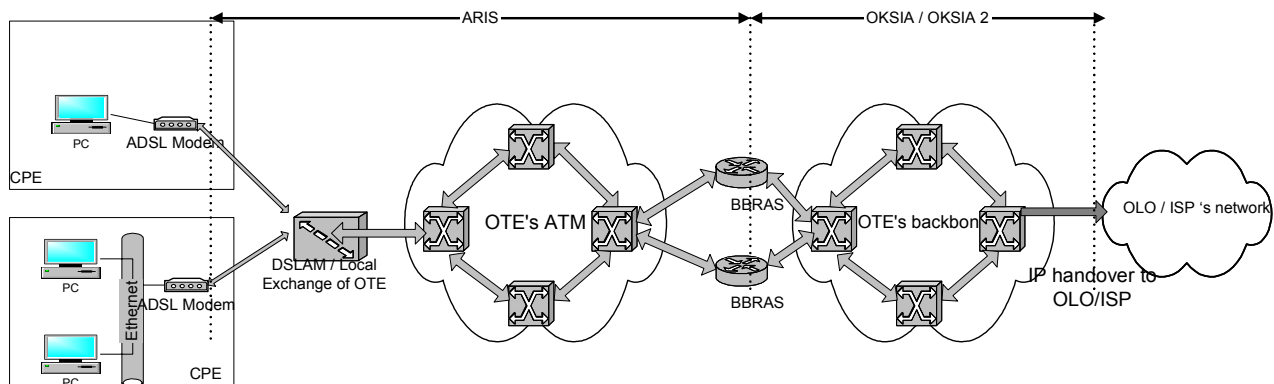 ARIS
OKSIA / OKSIA 2
PC
ADSL Modem
CPE
PC
PC
Ethernet
ADSL Modem
CPE
DSLAM / Local
Exchange of OTE
OTE's ATM
BBRAS
BBRAS
OTE's backbon
IP handover to
OLO/ISP
OLO / ISP ‘s network